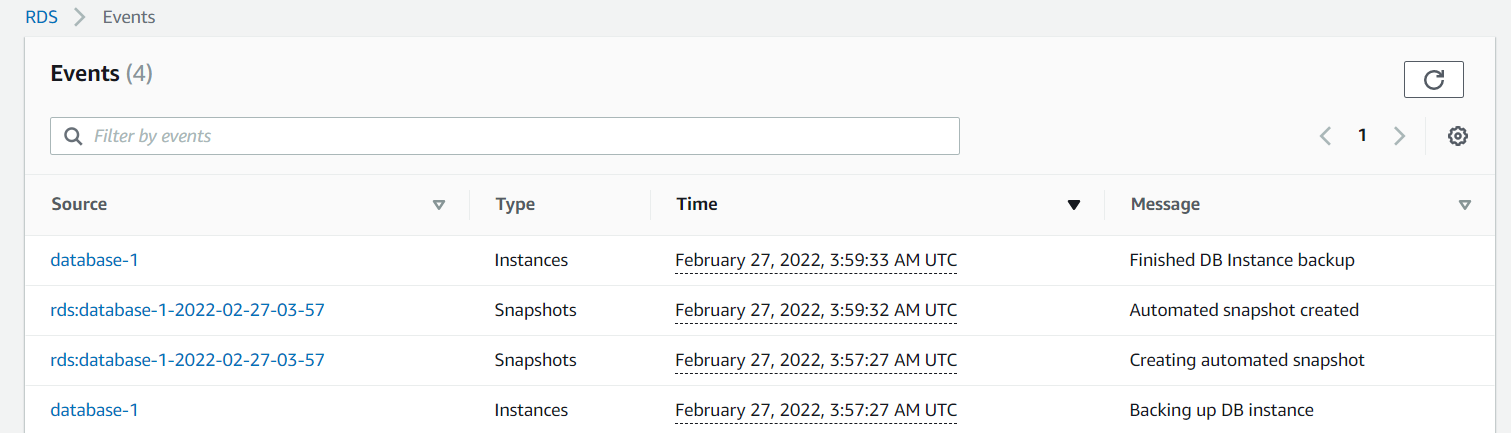 RDS Events
Events (4)
Filter by events
1
Source Type Time Message
database-1 Instances February 27, 2022, 3:59:33 AM UTC Finished DB Instance backup
rds:database-1-2022-02-27-03-57 Snapshots February 27, 2022, 3:59:32 AM UTC Automated snapshot created
rds:database-1-2022-02-27-03-57 Snapshots February 27, 2022, 3:57:27 AM UTC Creating automated snapshot
database-1 Instances February 27, 2022, 3:57:27 AM UTC Backing up DB instance